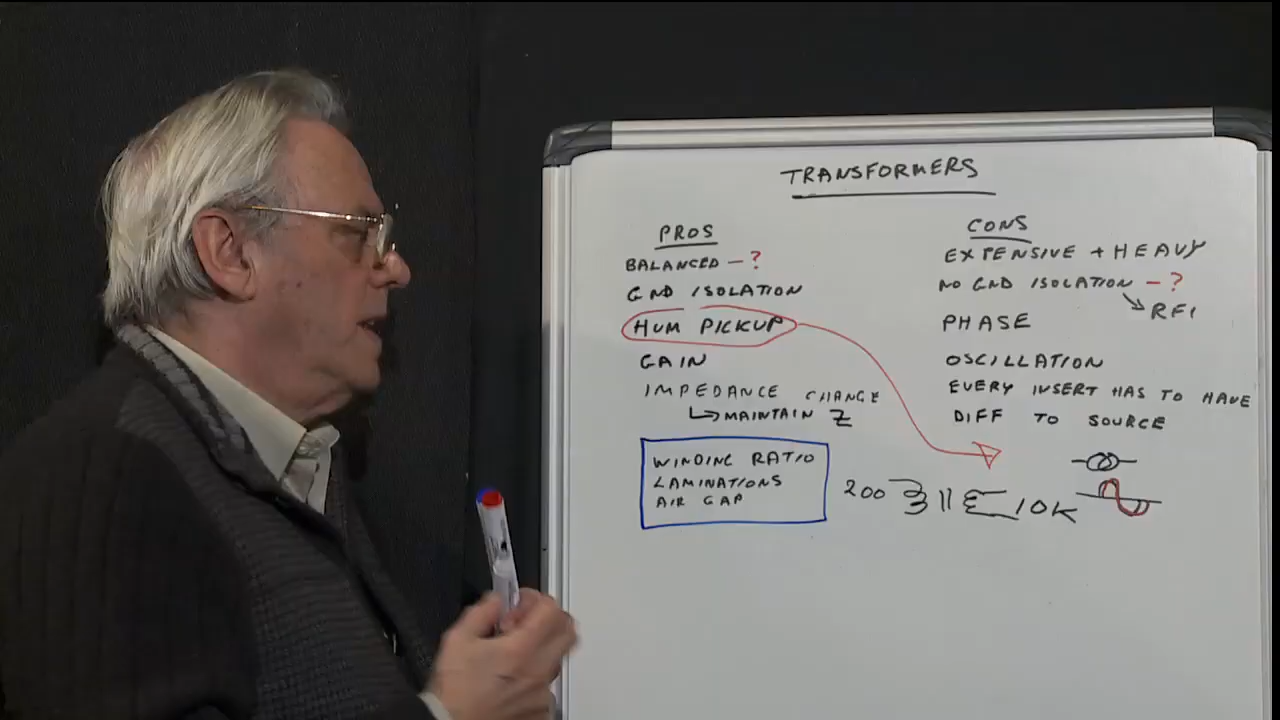 TRANSFORMERS
PROS
BALANCED - ?
GND ISOLATION
HUM PICKUP
GAIN
IMPEDANCE CHANGE
MAINTAIN Z
WINDING RATIO
LAMINATIONS
AIR GAP
CONS
EXPENSIVE + HEAVY
NO GND ISOLATION - ?
RFI
PHASE
OSCILLATION
EVERY INSERT HAS TO HAVE
DIFF TO SOURCE
200 10K